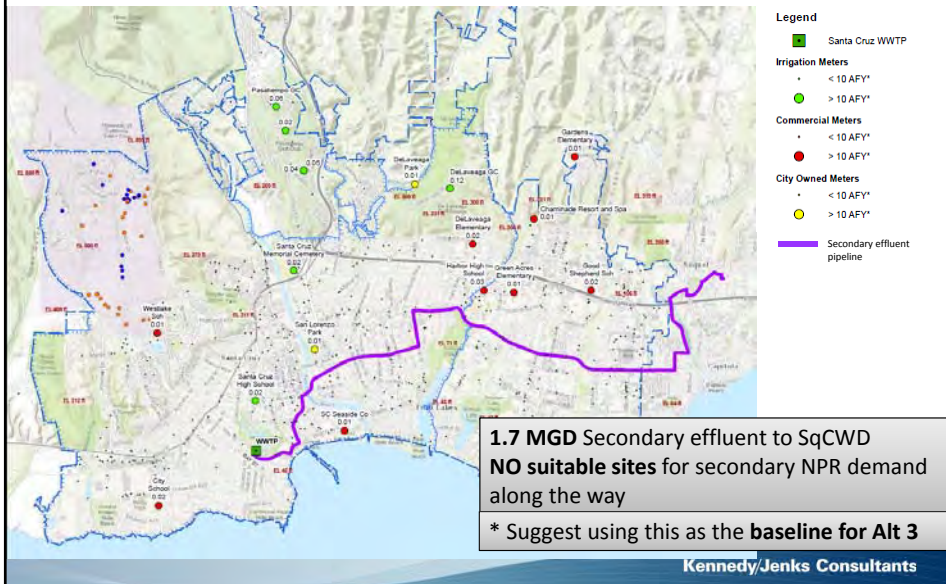 Legend
Santa Cruz WWTP
Irrigation Meters
< 10 AFY*
> 10 AFY*
Commercial Meters
< 10 AFY*
> 10 AFY*
City Owned Meters
< 10 AFY*
> 10 AFY*
Secondary effluent
pipeline
Pasatiempo GC
0.06
0.02
0.05
0.04
DeLaveaga
Park
0.01
DeLaveaga GC
0.12
Gardens
Elementary
0.01
Chaminade Resort and Spa
0.01
DeLaveaga
Elementary
0.02
Santa Cruz
Memorial Cemetery
0.02
Harbor High
School
0.03
Green Acres
Elementary
0.01
Good
Shepherd Sch
0.02
Westlake
Sch
0.01
San Lorenzo
Park
0.01
Santa Cruz
High School
0.02
SC Seaside Co
0.01
WWTP
City
School
0.02
Santa Cruz
Capitola
1.7 MGD Secondary effluent to SqCWD
NO suitable sites for secondary NPR demand
along the way
* Suggest using this as the baseline for Alt 3
Kennedy/Jenks Consultants